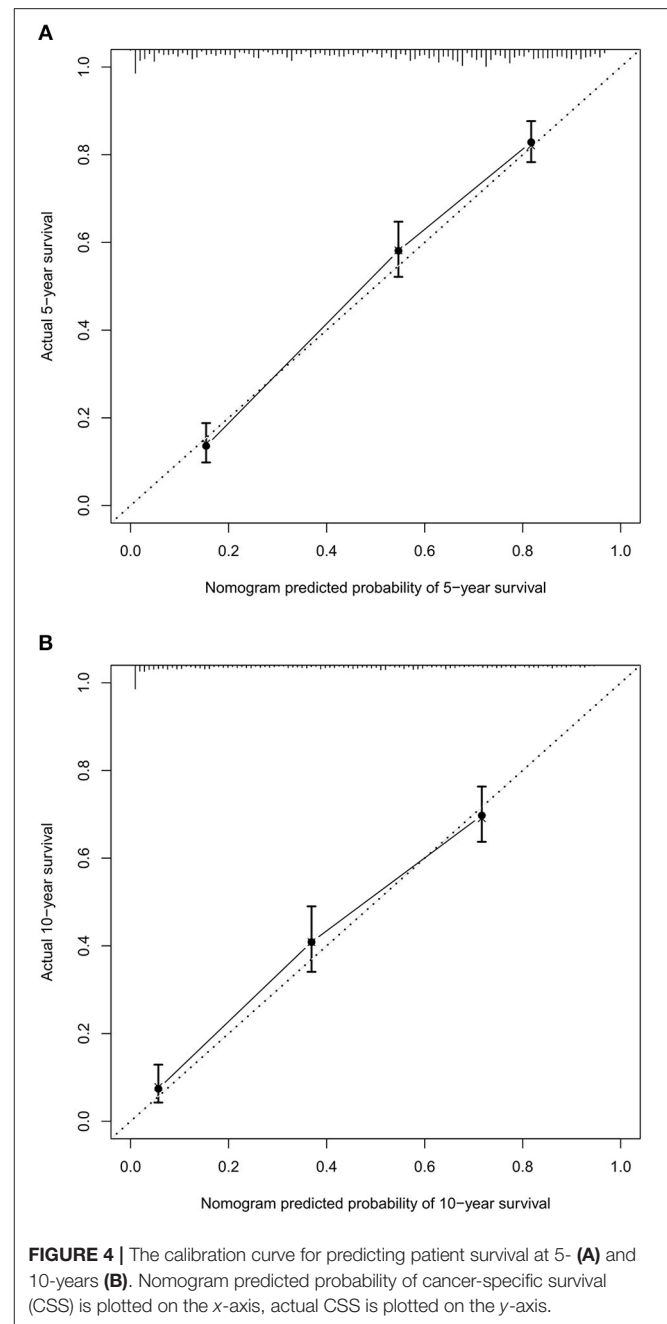 A
1.0
0.8
0.6
0.4
0.2
0.0
Actual 5−year survival
0.0 0.2 0.4 0.6 0.8 1.0
Nomogram predicted probability of 5−year survival
B
1.0
0.8
0.6
0.4
0.2
0.0
Actual 10−year survival
0.0 0.2 0.4 0.6 0.8 1.0
Nomogram predicted probability of 10−year survival
FIGURE 4 | The calibration curve for predicting patient survival at 5- (A) and
10-years (B). Nomogram predicted probability of cancer-specific survival
(CSS) is plotted on the x-axis, actual CSS is plotted on the y-axis.